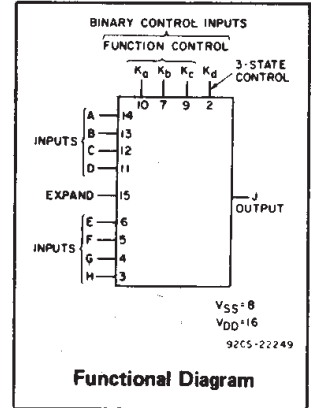 BINARY CONTROL INPUTS
FUNCTION CONTROL
Ka Kb Kc Kd
3-STATE
CONTROL
10 7 9 2
INPUTS
A 14
B 13
C 12
D 11
EXPAND 15
J
OUTPUT
INPUTS
E 6
F 5
G 4
H 3
VSS=8
VDD=16
92CS-22249
Functional Diagram